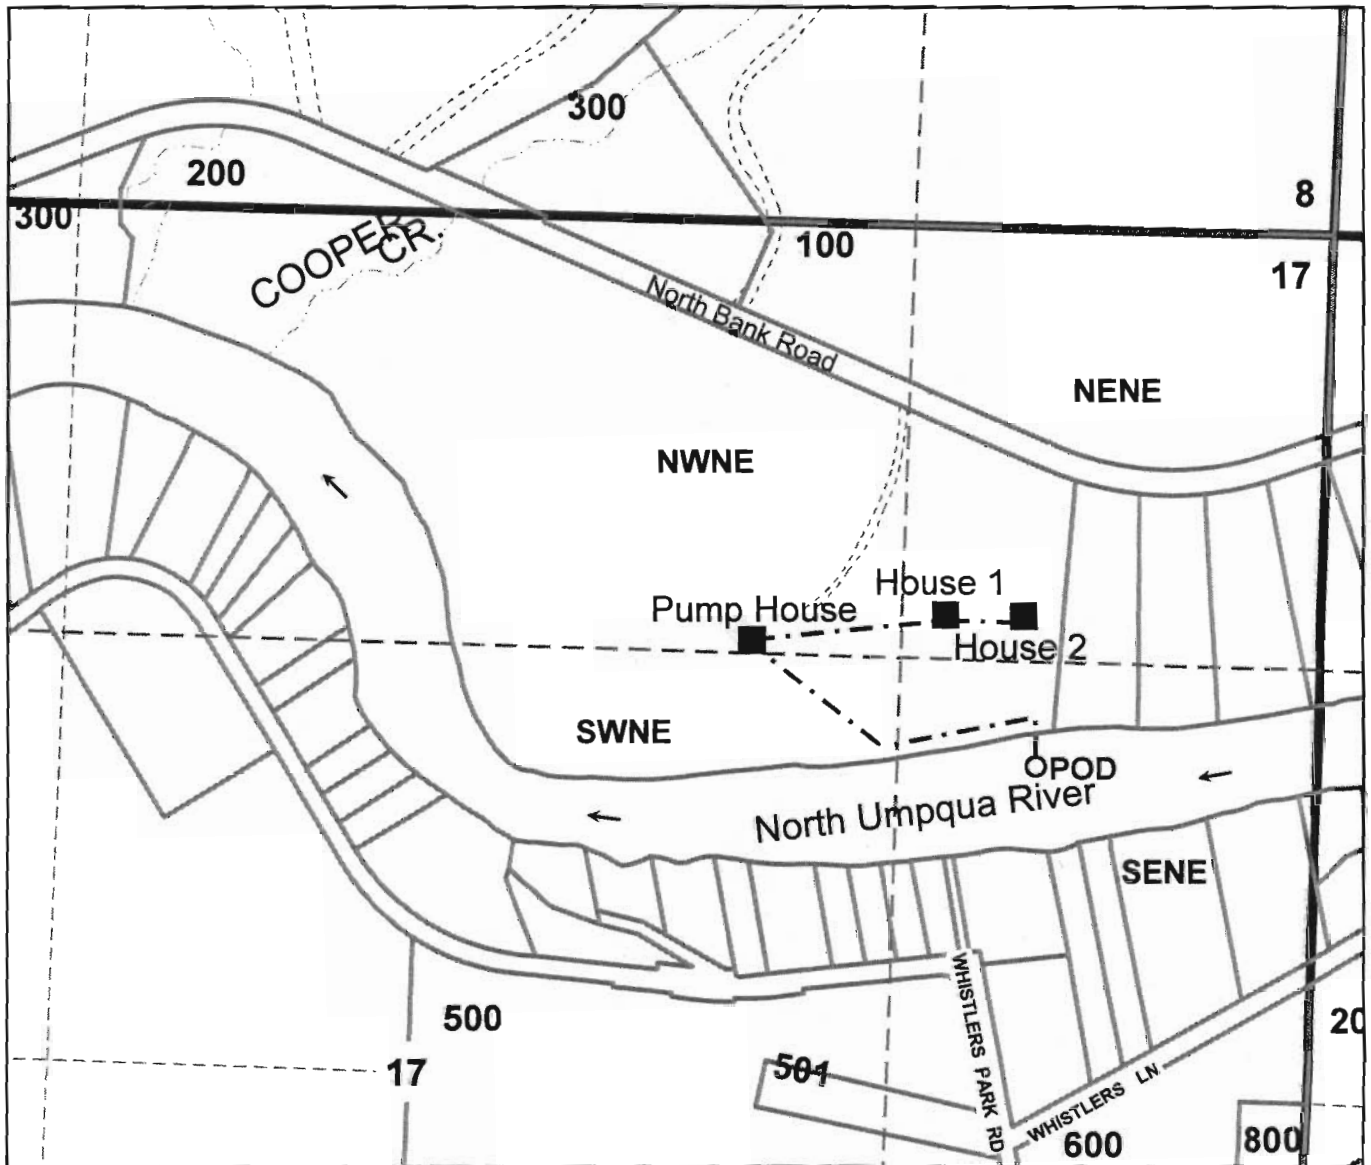 300
200
8
300
COOPER
CR.
100
17
North Bank Road
NENE
NWNE
House 1
Pump House
House 2
SWNE
POD
North Umpqua River
SENE
WHISTLERS PARK RD
500
20
17
501
WHISTLERS LN
600
800